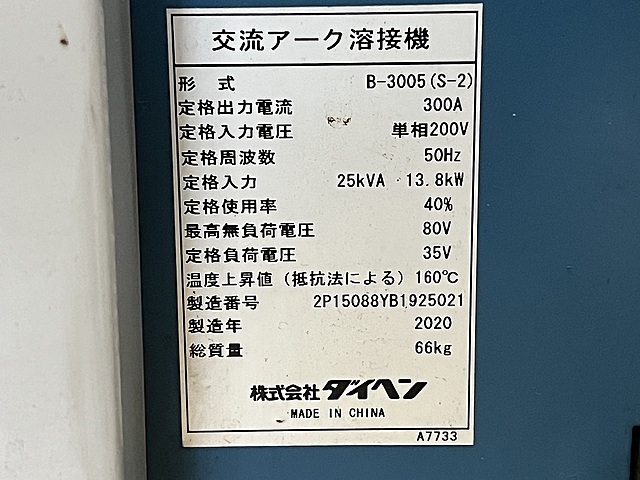 交流アーク溶接機
形 式 B-3005(S-2)
定格出力電流 300A
定格入力電圧 単相200V
定格周波数 50Hz
定格入力 25kVA 13.8kW
定格使用率 40%
最高無負荷電圧 80V
定格負荷電圧 35V
温度上昇値(抵抗法による) 160℃
製造番号 2P15088YB1925021
製造年 2020
総質量 66kg
株式会社ダイヘン
MADE IN CHINA
A7733